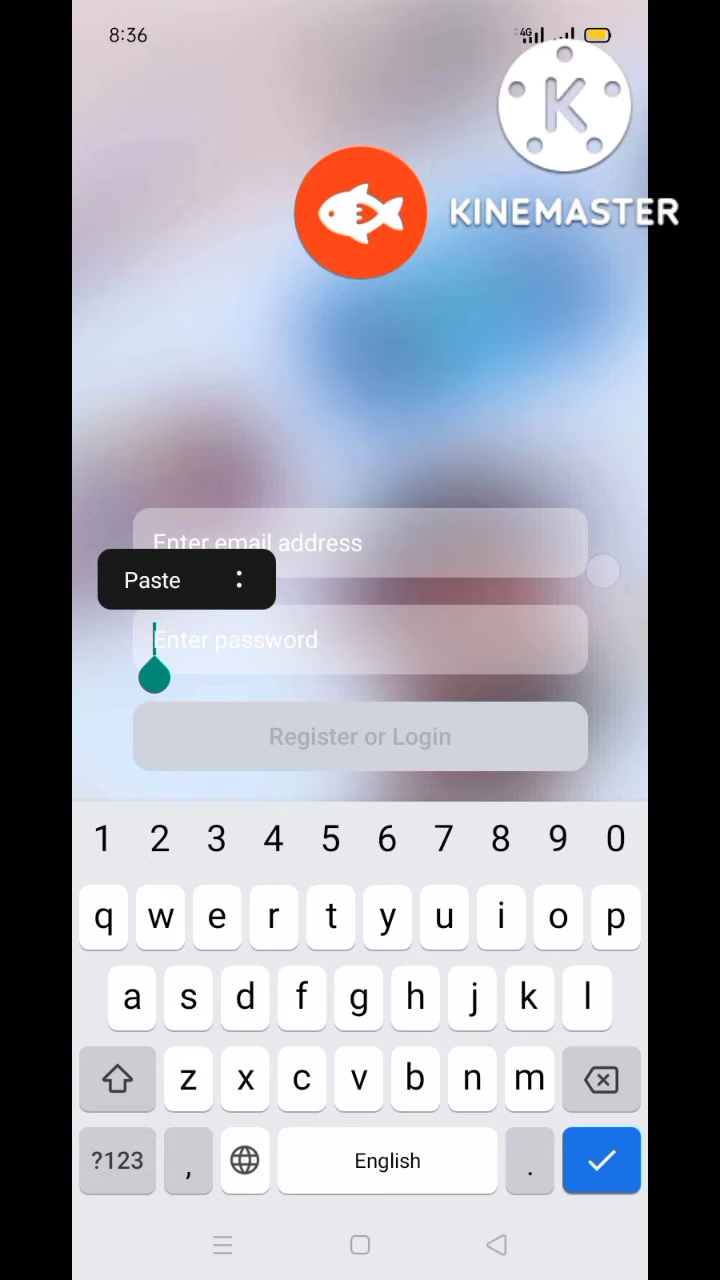 8:36
4G
K
KINEMASTER
Enter email address
Paste
Enter password
Register or Login
1 2 3 4 5 6 7 8 9 0
q w e r t y u i o p
a s d f g h j k l
z x c v b n m
?123 , English .